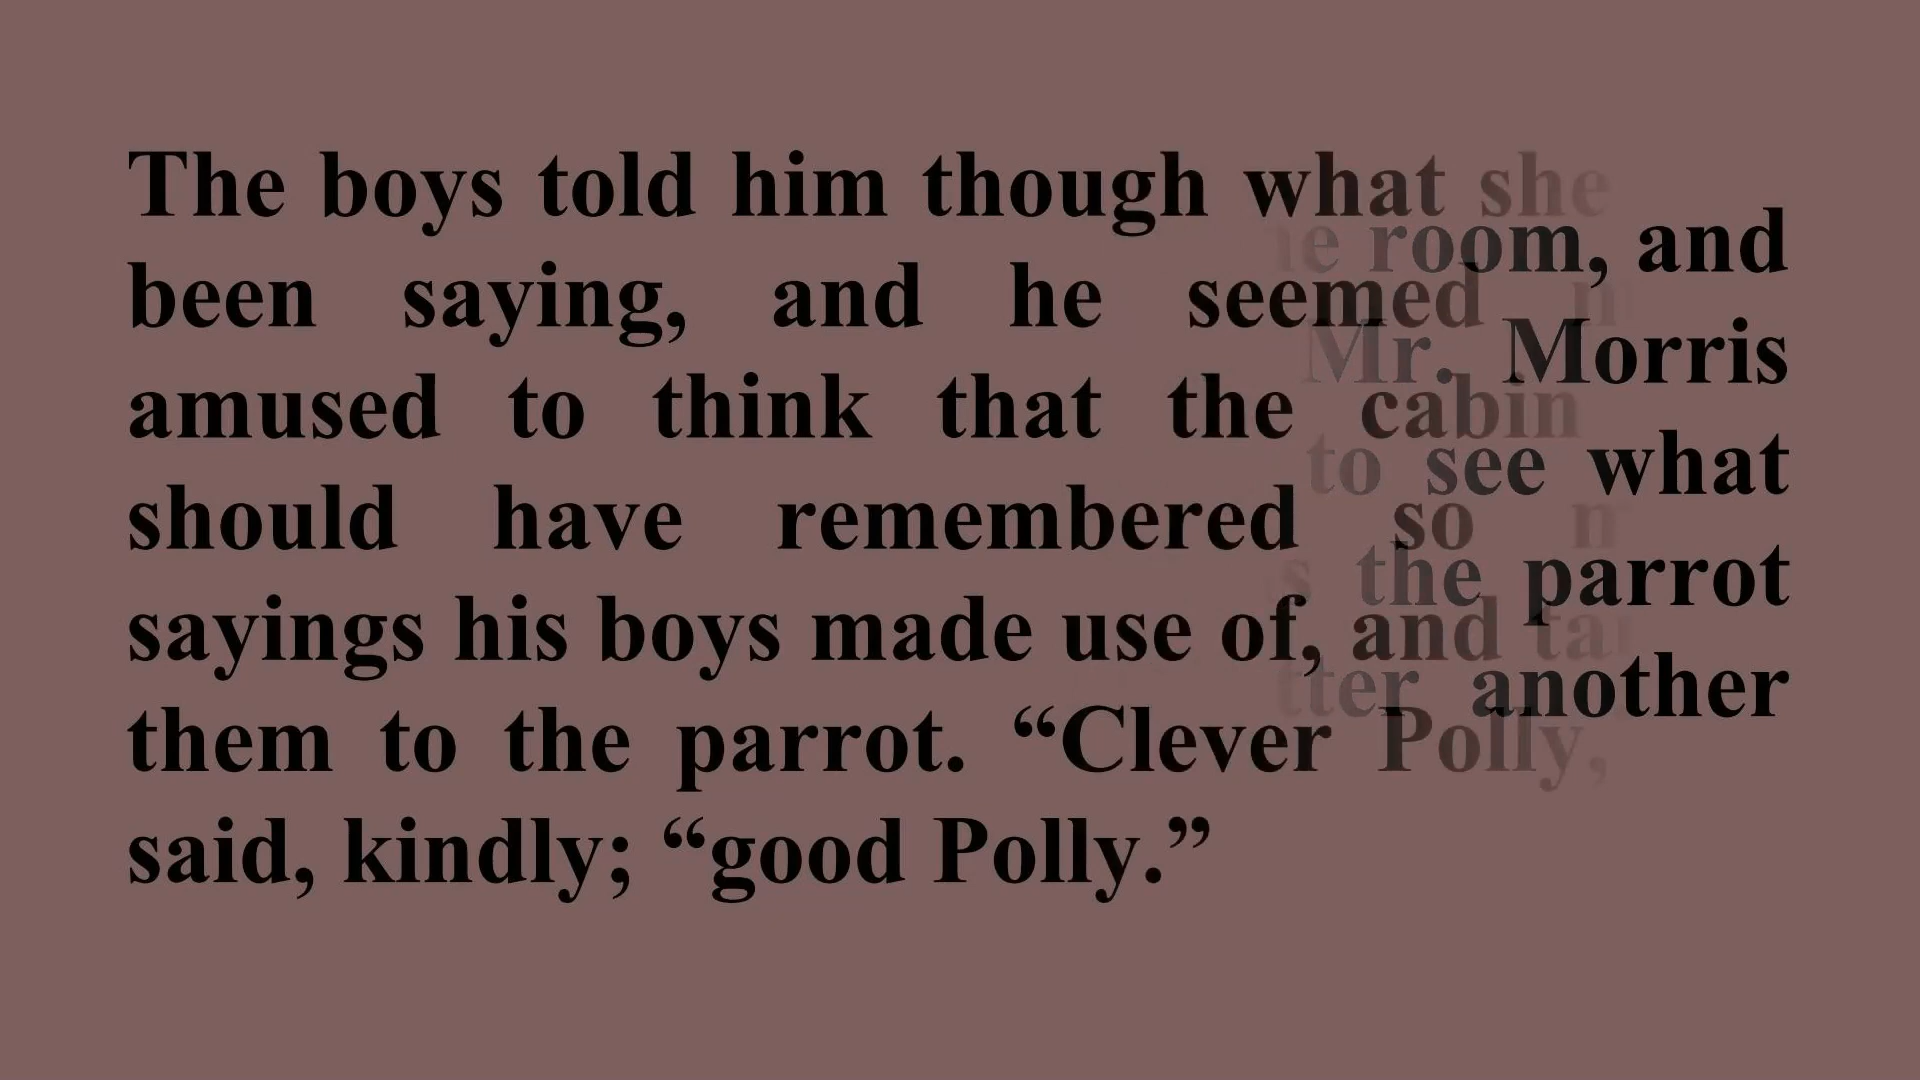 The boys told him though what she
room, and
been saying, and he seemed
Mr. Morris
amused to think that the cabin
to see what
should have remembered so
the parrot
sayings his boys made use of, and
another
them to the parrot. “Clever Polly,
said, kindly; “good Polly.”